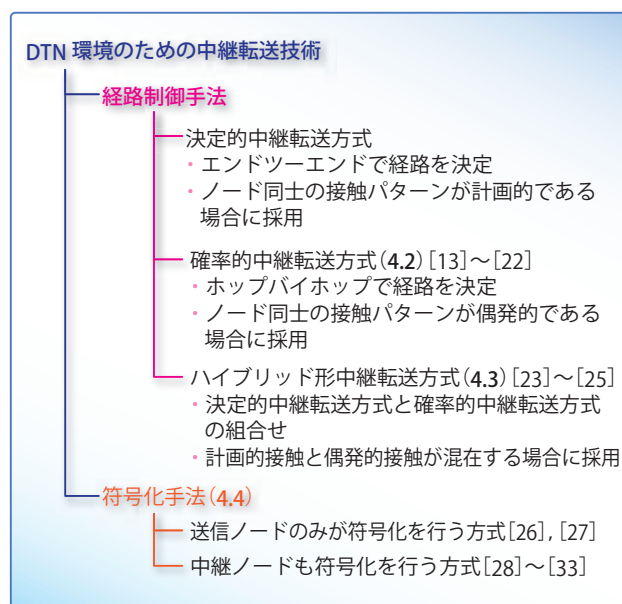 DTN 環境のための中継転送技術
経路制御手法
決定的中継転送方式
・エンドツーエンドで経路を決定
・ノード同士の接触パターンが計画的である
場合に採用
確率的中継転送方式(4.2)[13]～[22]
・ホップバイホップで経路を決定
・ノード同士の接触パターンが偶発的である
場合に採用
ハイブリッド形中継転送方式(4.3)[23]～[25]
・決定的中継転送方式と確率的中継転送方式
の組合せ
・計画的接触と偶発的接触が混在する場合に採用
符号化手法(4.4)
送信ノードのみが符号化を行う方式[26], [27]
中継ノードも符号化を行う方式[28]～[33]